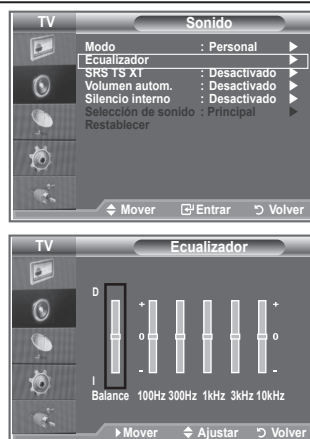 TV Sonido
Modo : Personal
Ecualizador
SRS TS XT : Desactivado
Volumen autom. : Desactivado
Silencio interno : Desactivado
Selección de sonido : Principal
Restablecer
Mover Entrar Volver
TV Ecualizador
D
+ +
0 0
- -
I
Balance 100Hz 300Hz 1kHz 3kHz 10kHz
Mover Ajustar Volver